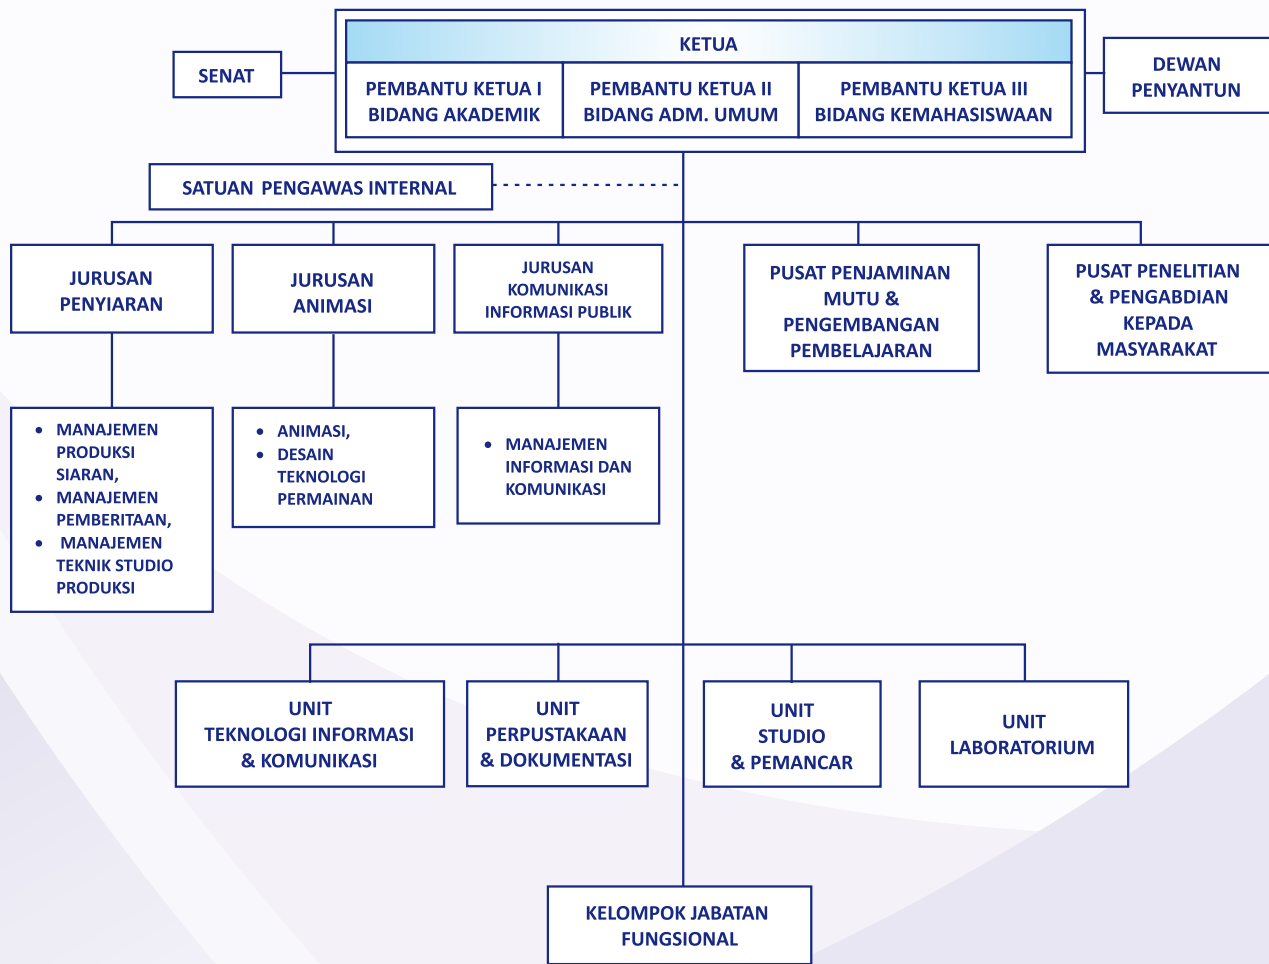 KETUA
SENAT
PEMBANTU KETUA I
BIDANG AKADEMIK
PEMBANTU KETUA II
BIDANG ADM. UMUM
PEMBANTU KETUA III
BIDANG KEMAHASISWAAN
DEWAN
PENYANTUN
SATUAN PENGAWAS INTERNAL
JURUSAN
PENYIARAN
JURUSAN
ANIMASI
JURUSAN
KOMUNIKASI
INFORMASI PUBLIK
PUSAT PENJAMINAN
MUTU &
PENGEMBANGAN
PEMBELAJARAN
PUSAT PENELITIAN
& PENGABDIAN
KEPADA
MASYARAKAT
• MANAJEMEN
PRODUKSI
SIARAN,
• MANAJEMEN
PEMBERITAAN,
• MANAJEMEN
TEKNIK STUDIO
PRODUKSI
• ANIMASI,
• DESAIN
TEKNOLOGI
PERMAINAN
• MANAJEMEN
INFORMASI DAN
KOMUNIKASI
UNIT
TEKNOLOGI INFORMASI
& KOMUNIKASI
UNIT
PERPUSTAKAAN
& DOKUMENTASI
UNIT
STUDIO
& PEMANCAR
UNIT
LABORATORIUM
KELOMPOK JABATAN
FUNGSIONAL